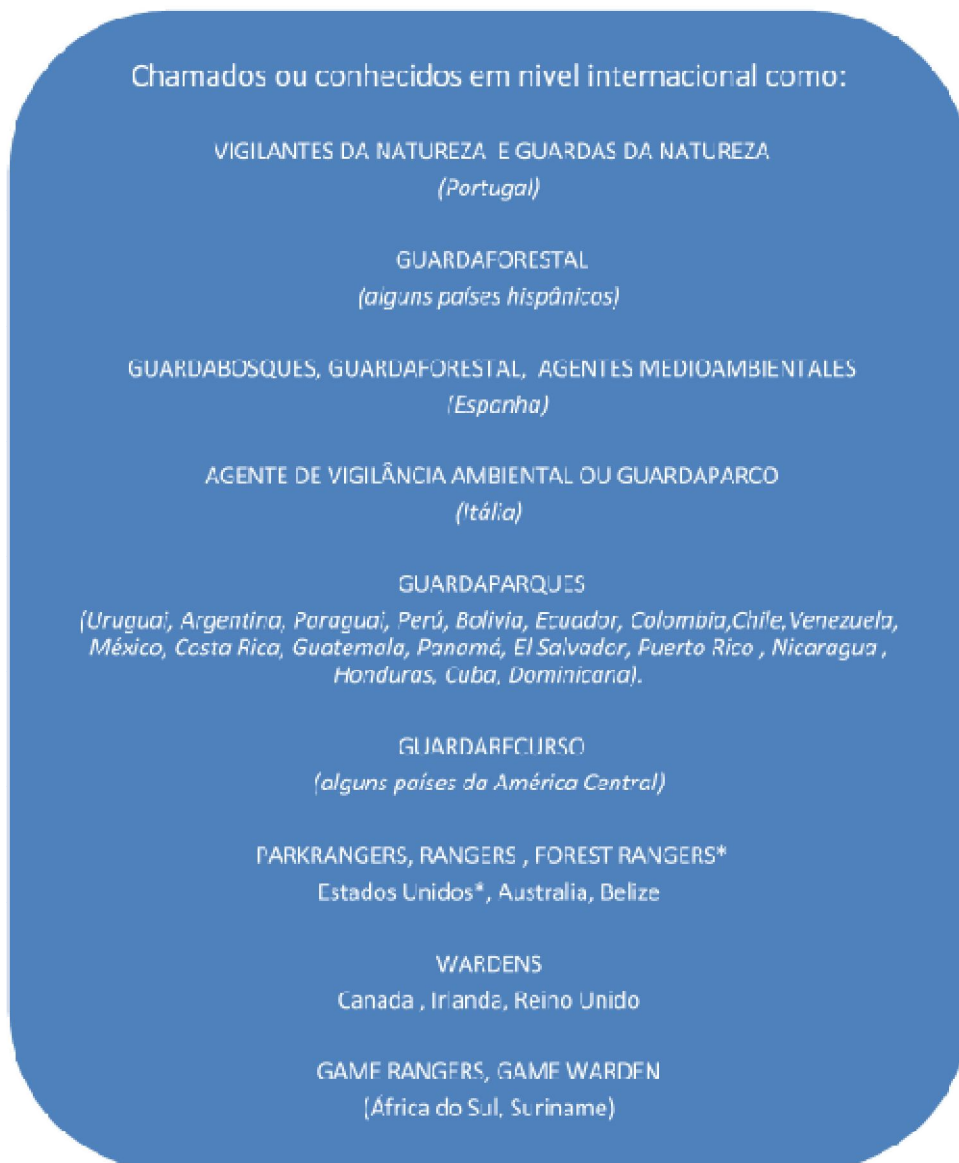 Chamados ou conhecidos em nivel internacional como:
VIGILANTES DA NATUREZA E GUARDAS DA NATUREZA
(Portugal)
GUARDAFORESTAL
(alguns países hispânicos)
GUARDABOSQUES, GUARDAFORESTAL, AGENTES MEDIOAMBIENTALES
(Espanha)
AGENTE DE VIGILÂNCIA AMBIENTAL OU GUARDAPARCO
(Itália)
GUARDAPARQUES
(Uruguai, Argentina, Paraguai, Perú, Bolivia, Ecuador, Colombia,Chile,Venezuela,
México, Costa Rica, Guatemala, Panamá, El Salvador, Puerto Rico , Nicaragua ,
Honduras, Cuba, Dominicana).
GUARDARECURSO
(alguns países da América Central)
PARKRANGERS, RANGERS , FOREST RANGERS*
Estados Unidos*, Australia, Belize
WARDENS
Canada , Irlanda, Reino Unido
GAME RANGERS, GAME WARDEN
(África do Sul, Suriname)